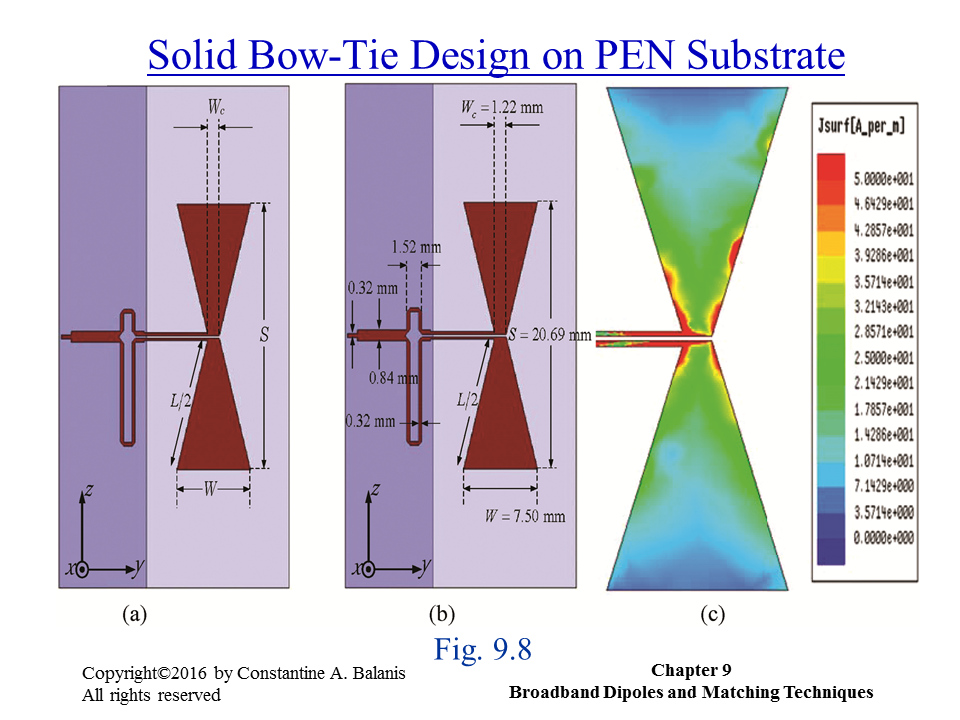 Solid Bow-Tie Design on PEN Substrate
Wc
S
L/2
W
z
x
y
(a)
Wc = 1.22 mm
1.52 mm
0.32 mm
S = 20.69 mm
0.84 mm
L/2
0.32 mm
W = 7.50 mm
z
x
y
(b)
Jsurf[A_per_m]
5.0000e+001
4.6429e+001
4.2857e+001
3.9286e+001
3.5714e+001
3.2143e+001
2.8571e+001
2.5000e+001
2.1429e+001
1.7857e+001
1.4286e+001
1.0714e+001
7.1429e+000
3.5714e+000
0.0000e+000
(c)
Fig. 9.8
Copyright©2016 by Constantine A. Balanis
All rights reserved
Chapter 9
Broadband Dipoles and Matching Techniques